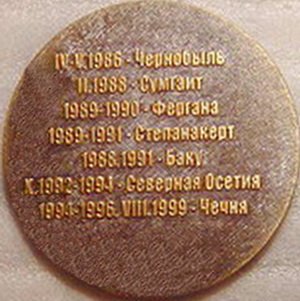 IV-V.1986 - Чернобыль
II.1988 - Сумгаит
1989-1990 - Фергана
1989-1991 - Степанакерт
1988.1991 - Баку
X.1992-1994 - Северная Осетия
1994-1996. VIII.1999 - Чечня